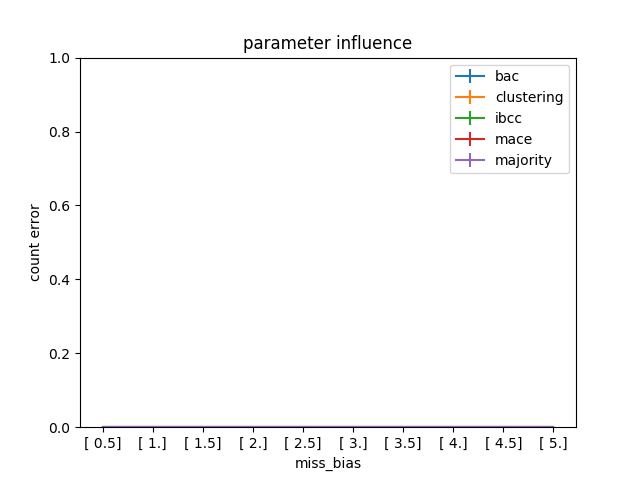 parameter influence
1.0
0.8
0.6
0.4
0.2
0.0
count error
bac
clustering
ibcc
mace
majority
[ 0.5] [ 1.] [ 1.5] [ 2.] [ 2.5] [ 3.] [ 3.5] [ 4.] [ 4.5] [ 5.]
miss_bias